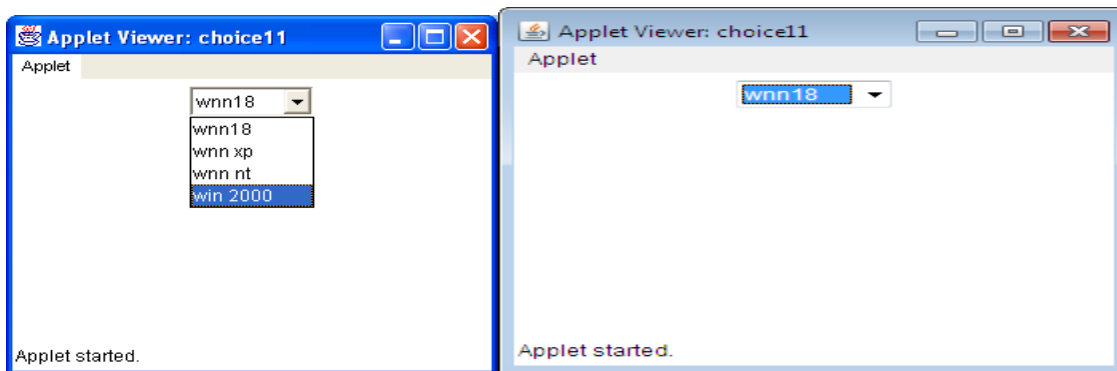 Applet Viewer: choice11
Applet
wnn18
wnn18
wnn xp
wnn nt
win 2000
Applet started.
Applet Viewer: choice11
Applet
wnn18
Applet started.